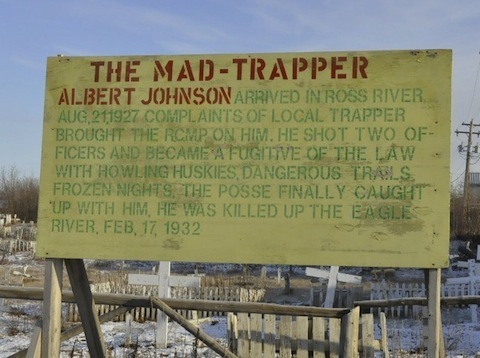 THE MAD-TRAPPER
ALBERT JOHNSON ARRIVED IN ROSS RIVER
AUG,21,1927 COMPLAINTS OF LOCAL TRAPPER
BROUGHT THE RCMP ON HIM. HE SHOT TWO OF-
FICERS AND BECAME A FUGITIVE OF THE LAW
WITH HOWLING HUSKIES, DANGEROUS TRAILS,
FROZEN NIGHTS. THE POSSE FINALLY CAUGHT
UP WITH HIM, HE WAS KILLED UP THE EAGLE
RIVER, FEB, 17, 1932